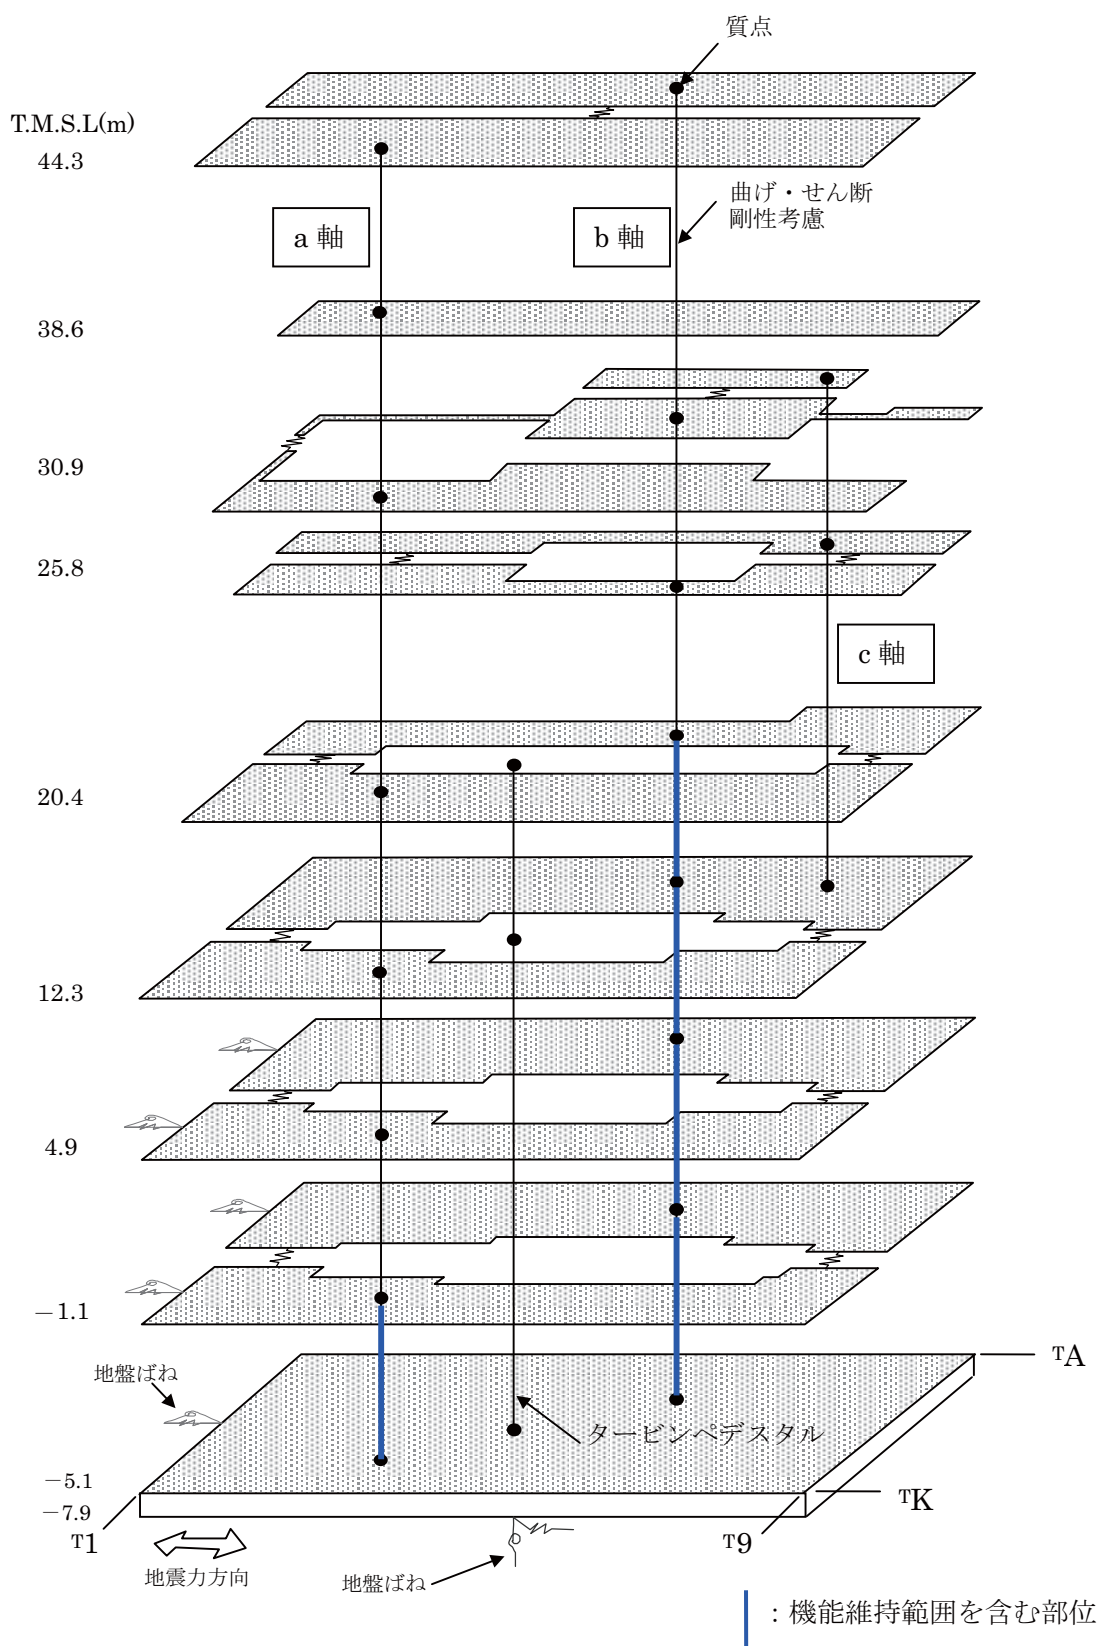 質点
T.M.S.L(m)
44.3
曲げ・せん断
剛性考慮
a 軸
b 軸
38.6
30.9
25.8
c 軸
20.4
12.3
4.9
－1.1
TA
地盤ばね
タービンペデスタル
－5.1
－7.9
TK
T1
T9
地震力方向
地盤ばね
：機能維持範囲を含む部位